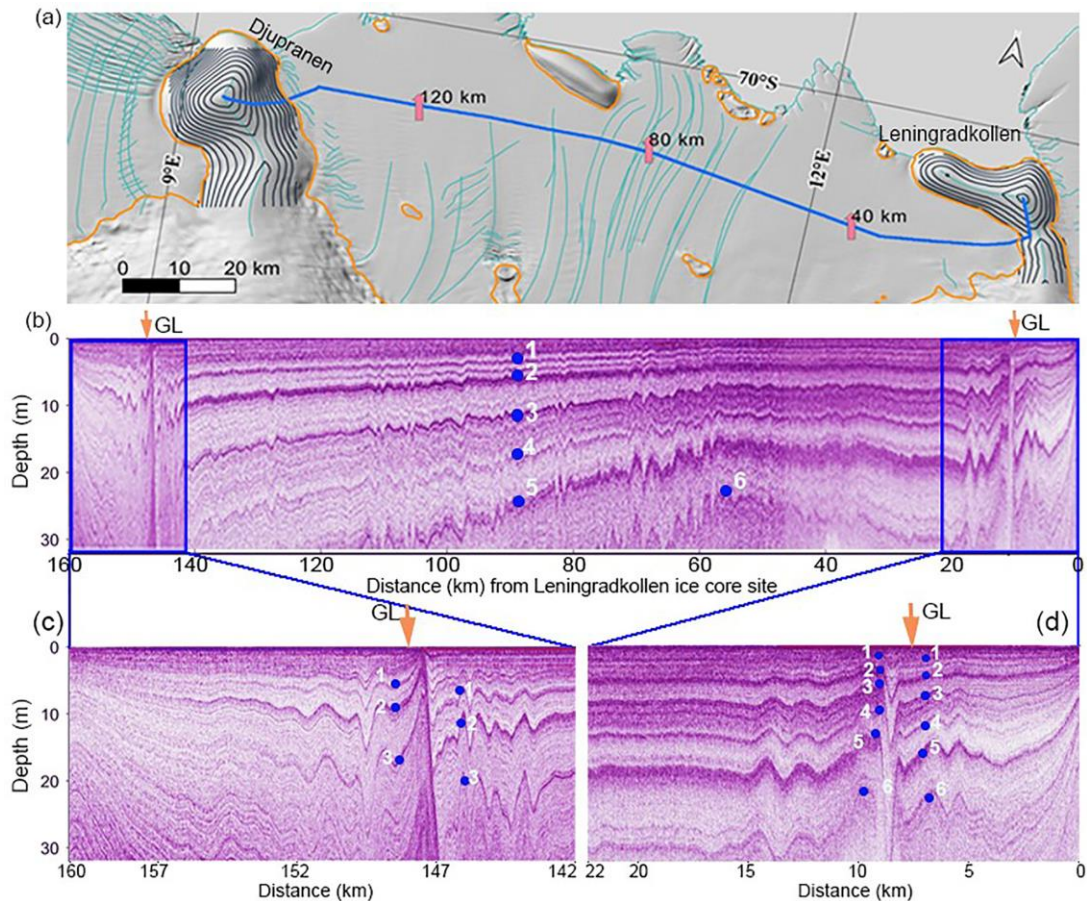 (a)
Djupranen
70°S
120 km
Leningradkollen
80 km
9°E
12°E
40 km
0 10 20 km
(b)
GL
GL
0
10
20
30
Depth (m)
1
2
3
4
5
6
160 140 120 100 80 60 40 20 0
Distance (km) from Leningradkollen ice core site
(c)
GL
GL
(d)
0
10
20
30
Depth (m)
1
2
3
1
2
3
1
2
3
4
5
6
1
2
3
4
5
6
160 157 152 147 142
22 20 15 10 5 0
Distance (km)
Distance (km)